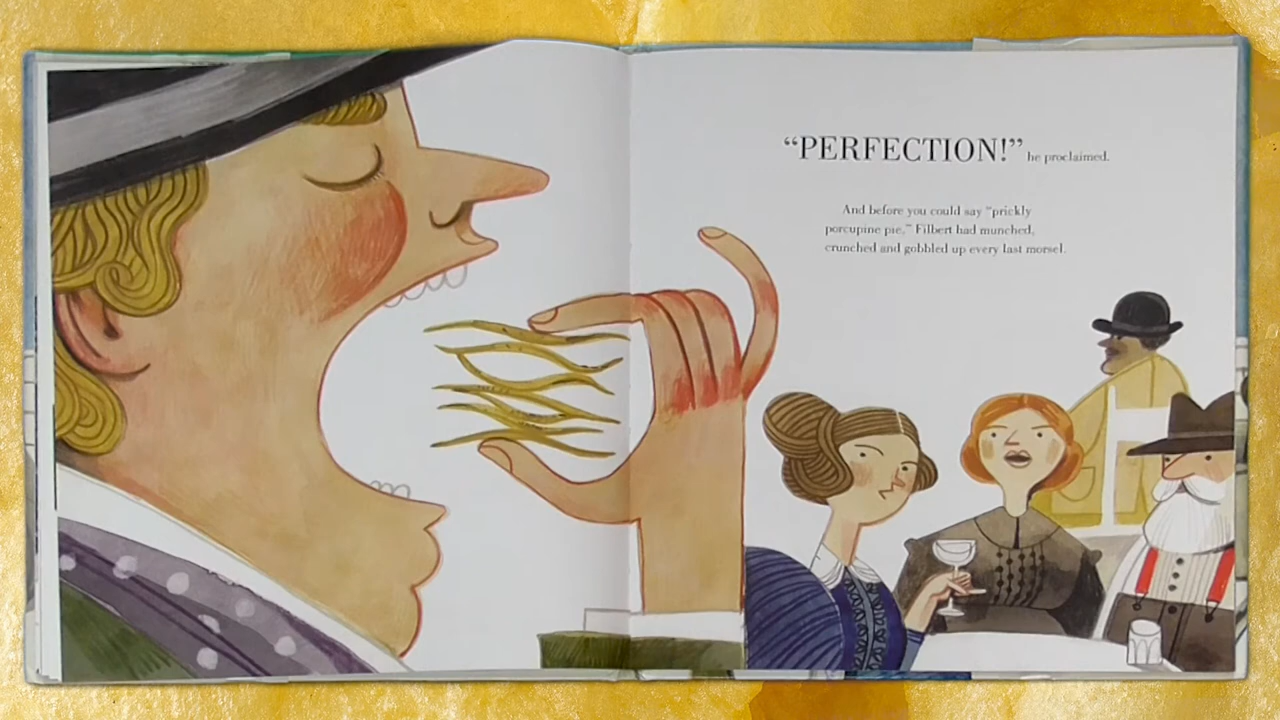 “PERFECTION!” he proclaimed.
And before you could say “prickly
porcupine pie,” Filbert had munched,
crunched and gobbled up every last morsel.